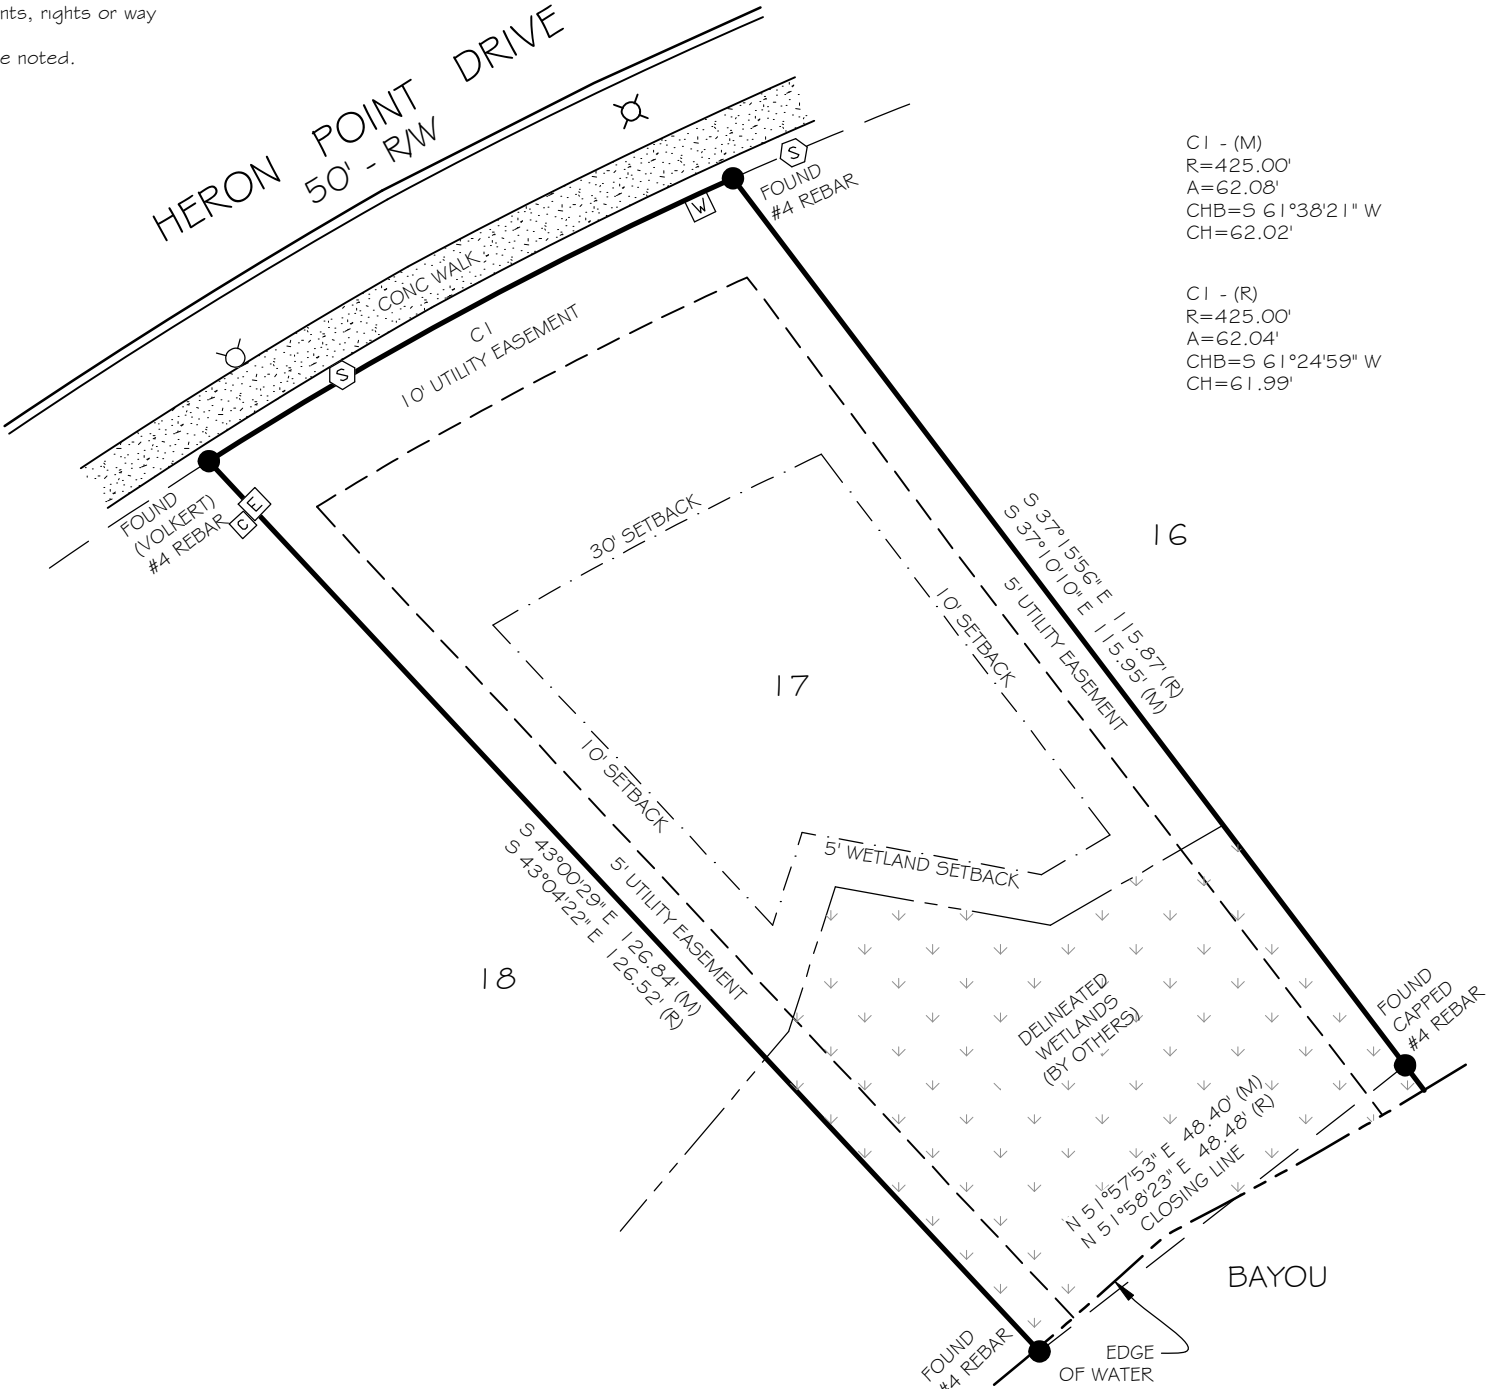 nts, rights or way
e noted.
HERON POINT DRIVE
50' - R/W
CONC WALK
S
W
FOUND
#4 REBAR
C1 - (M)
R=425.00'
A=62.08'
CHB=S 61°38'21" W
CH=62.02'
C1 - (R)
R=425.00'
A=62.04'
CHB=S 61°24'59" W
CH=61.99'
C1
10' UTILITY EASEMENT
S
FOUND
(VOLKERT)
#4 REBAR
E
C
30' SETBACK
10' SETBACK
S 37°15'56" E 115.87' (R)
S 37°10'10" E 115.95' (M)
5' UTILITY EASEMENT
16
17
10' SETBACK
5' WETLAND SETBACK
S 43°00'29" E 126.84' (M)
S 43°04'22" E 126.52' (R)
5' UTILITY EASEMENT
18
DELINEATED
WETLANDS
(BY OTHERS)
FOUND
CAPPED
#4 REBAR
N 51°57'53" E 48.40' (M)
N 51°58'23" E 48.48' (R)
CLOSING LINE
BAYOU
FOUND
#4 REBAR
EDGE
OF WATER